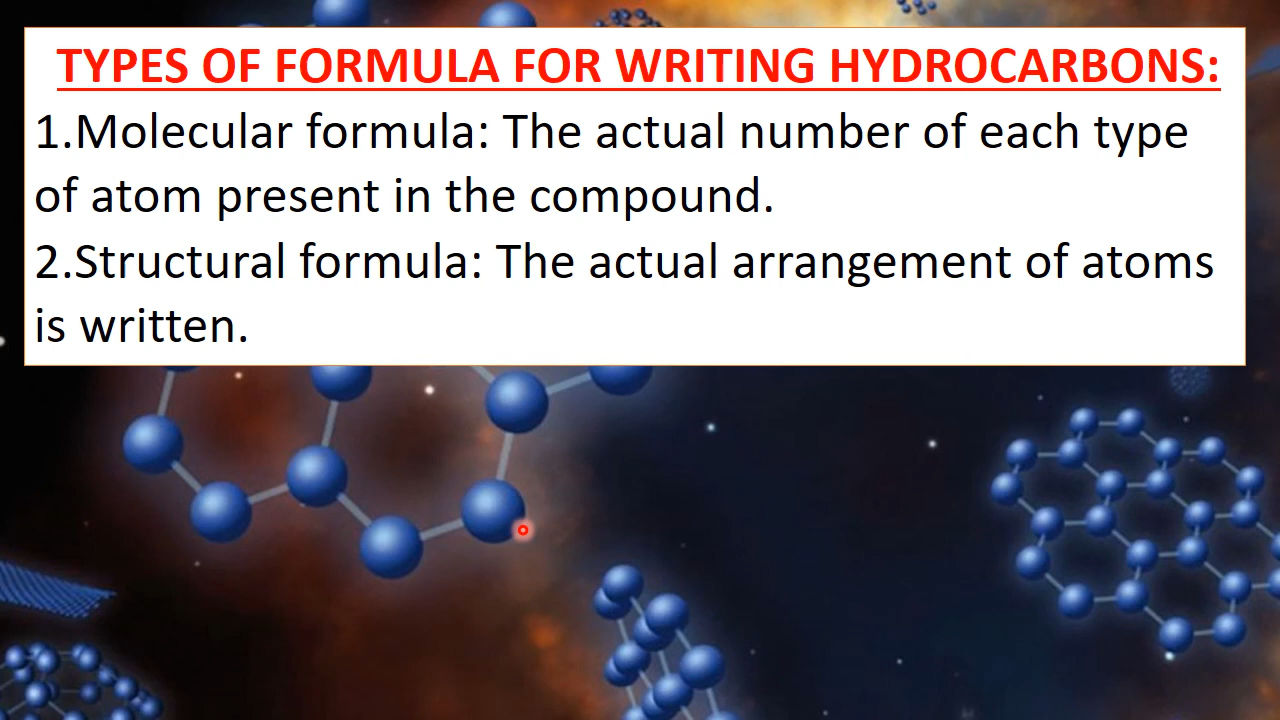 TYPES OF FORMULA FOR WRITING HYDROCARBONS:
1.Molecular formula: The actual number of each type
of atom present in the compound.
2.Structural formula: The actual arrangement of atoms
is written.